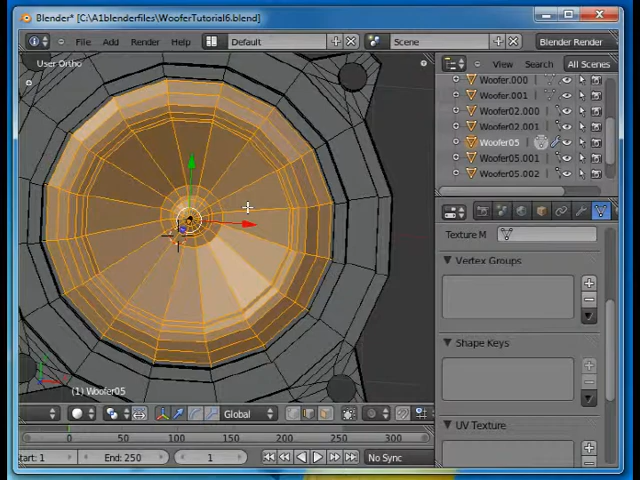 Blender* [C:\A1blenderfiles\WooferTutorial6.blend]
File Add Render Help Default Scene Blender Render
User Ortho
View Search All Scenes
Woofer.000
Woofer.001
Woofer02.000
Woofer02.001
Woofer05
Woofer05.001
Woofer05.002
Texture M
Vertex Groups
Shape Keys
UV Texture
(1) Woofer05
Global
0 50 100 150 200 250 300
Start: 1 End: 250 1 No Sync